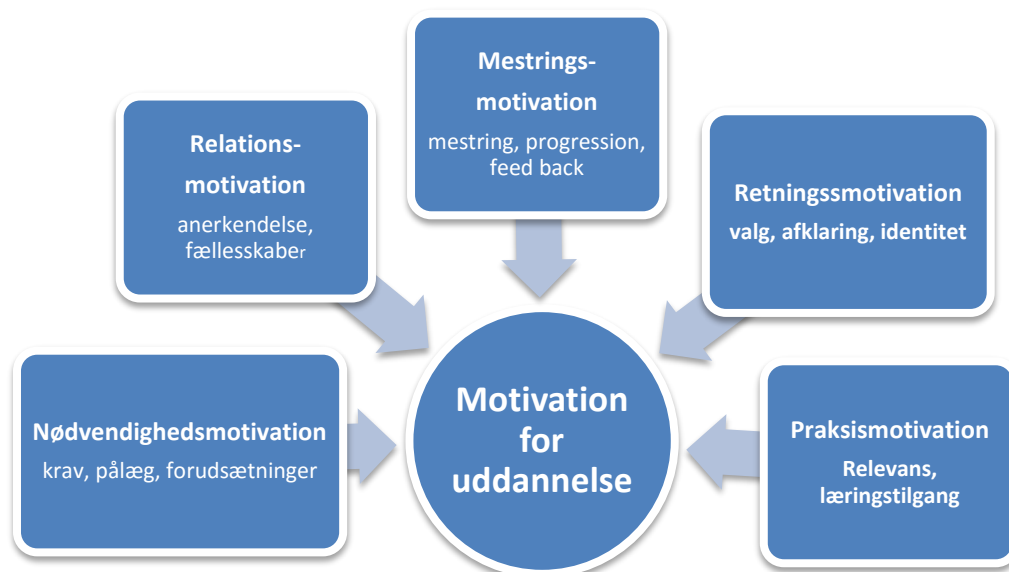 Mestrings-
motivation
mestring, progression,
feed back
Relations-
motivation
anerkendelse,
fællesskaber
Retningssmotivation
valg, afklaring, identitet
Nødvendighedsmotivation
krav, pålæg, forudsætninger
Motivation
for
uddannelse
Praksismotivation
Relevans,
læringstilgang